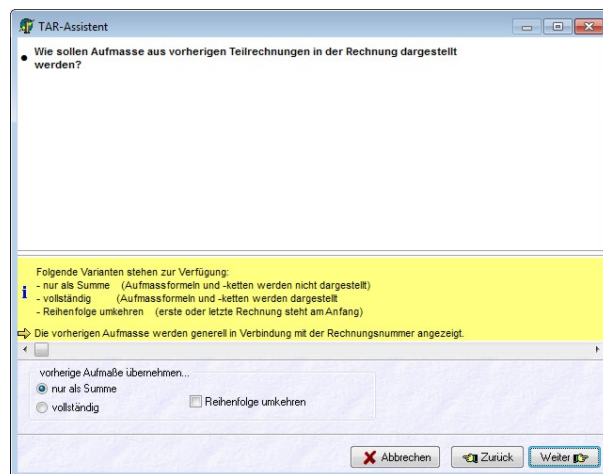 TAR-Assistent
Wie sollen Aufmasse aus vorherigen Teilrechnungen in der Rechnung dargestellt
werden?
Folgende Varianten stehen zur Verfügung:
- nur als Summe (Aufmassformeln und -ketten werden nicht dargestellt)
- vollständig (Aufmassformeln und -ketten werden dargestellt
- Reihenfolge umkehren (erste oder letzte Rechnung steht am Anfang)
Die vorherigen Aufmasse werden generell in Verbindung mit der Rechnungsnummer angezeigt.
vorherige Aufmaße übernehmen...
nur als Summe
vollständig
Reihenfolge umkehren
Abbrechen
Zurück
Weiter